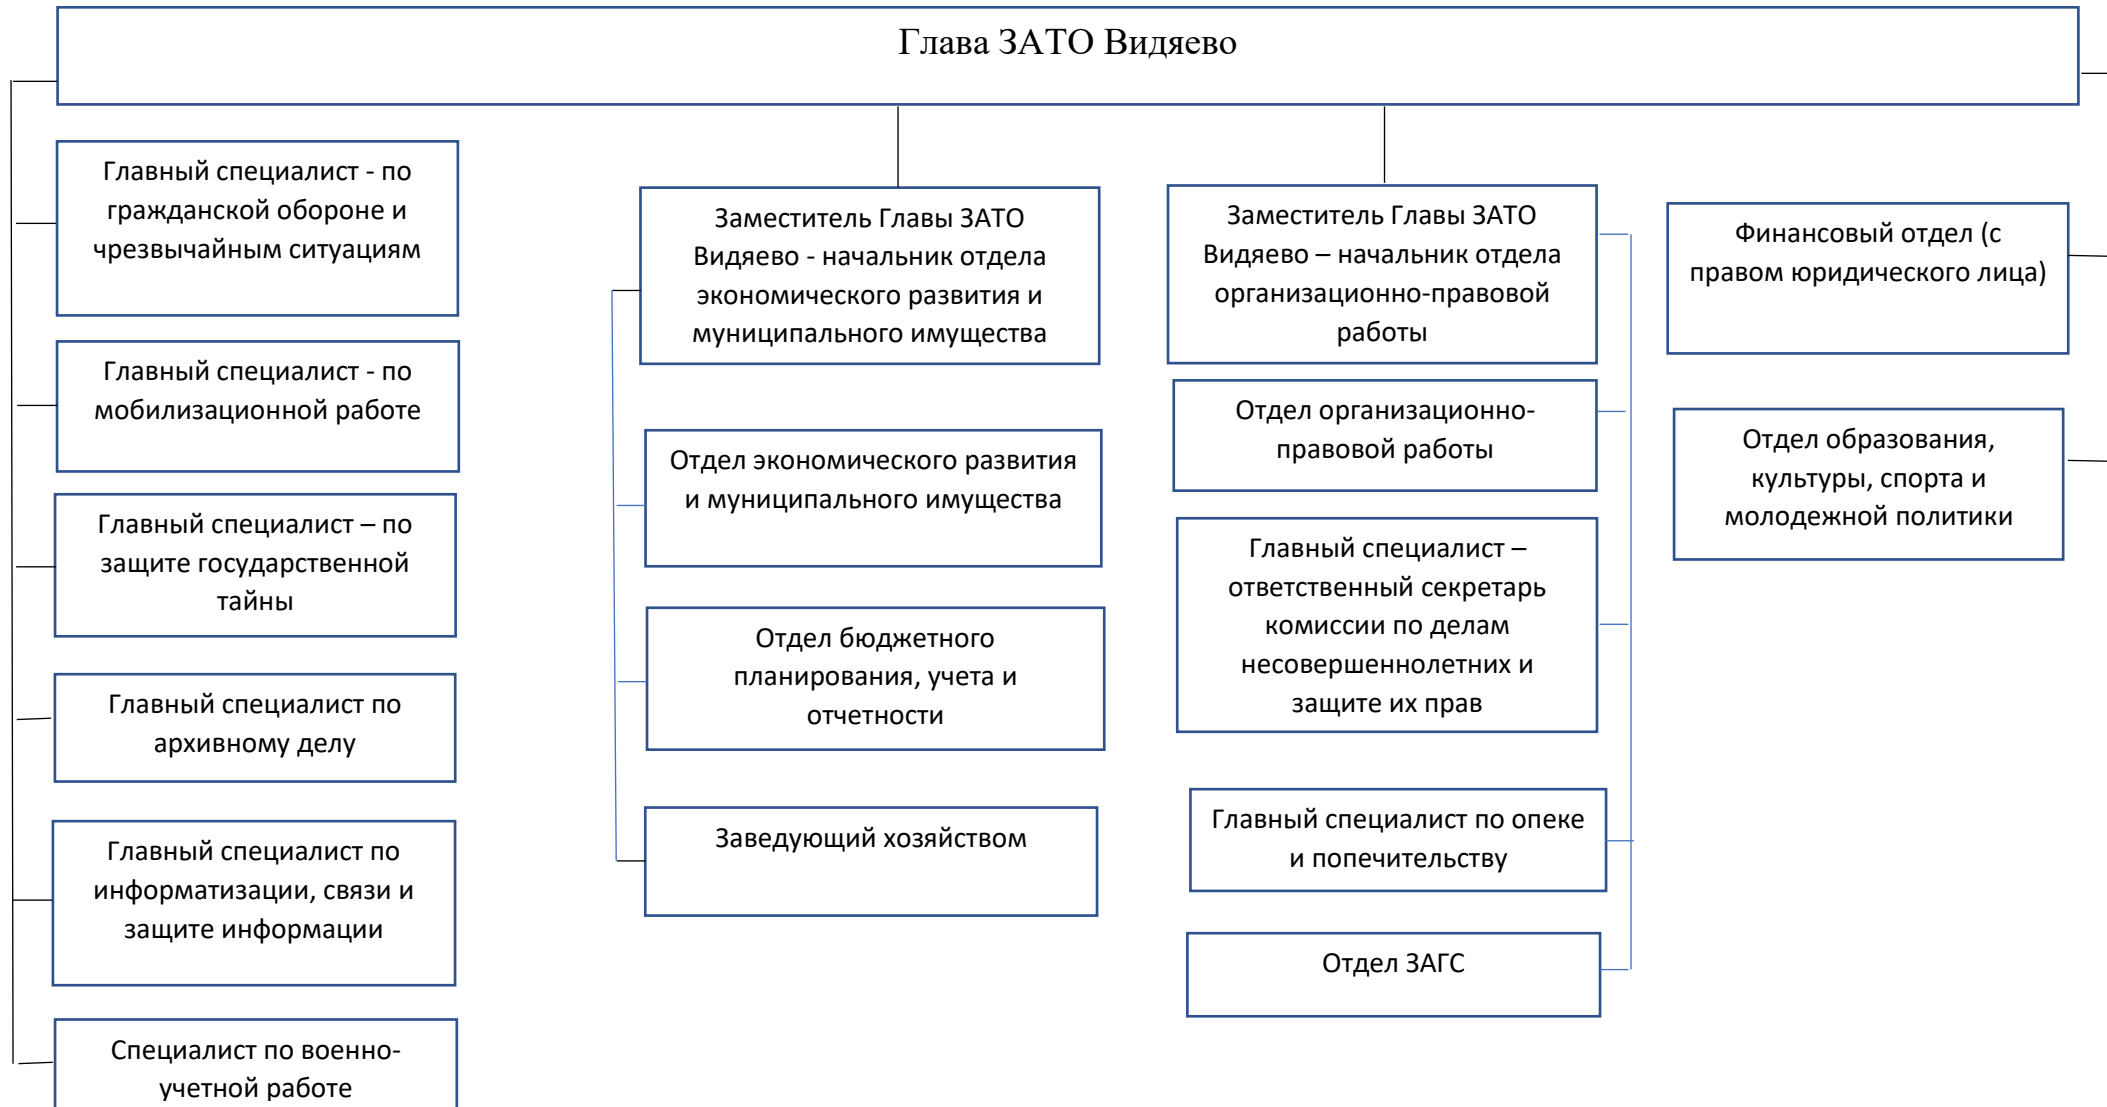 Глава ЗАТО Видяево
Главный специалист - по
гражданской обороне и
чрезвычайным ситуациям
Главный специалист - по
мобилизационной работе
Главный специалист – по
защите государственной
тайны
Главный специалист по
архивному делу
Главный специалист по
информатизации, связи и
защите информации
Специалист по военно-
учетной работе
Заместитель Главы ЗАТО
Видяево - начальник отдела
экономического развития и
муниципального имущества
Отдел экономического развития
и муниципального имущества
Отдел бюджетного
планирования, учета и
отчетности
Заведующий хозяйством
Заместитель Главы ЗАТО
Видяево – начальник отдела
организационно-правовой
работы
Отдел организационно-
правовой работы
Главный специалист –
ответственный секретарь
комиссии по делам
несовершеннолетних и
защите их прав
Главный специалист по опеке
и попечительству
Отдел ЗАГС
Финансовый отдел (с
правом юридического лица)
Отдел образования,
культуры, спорта и
молодежной политики